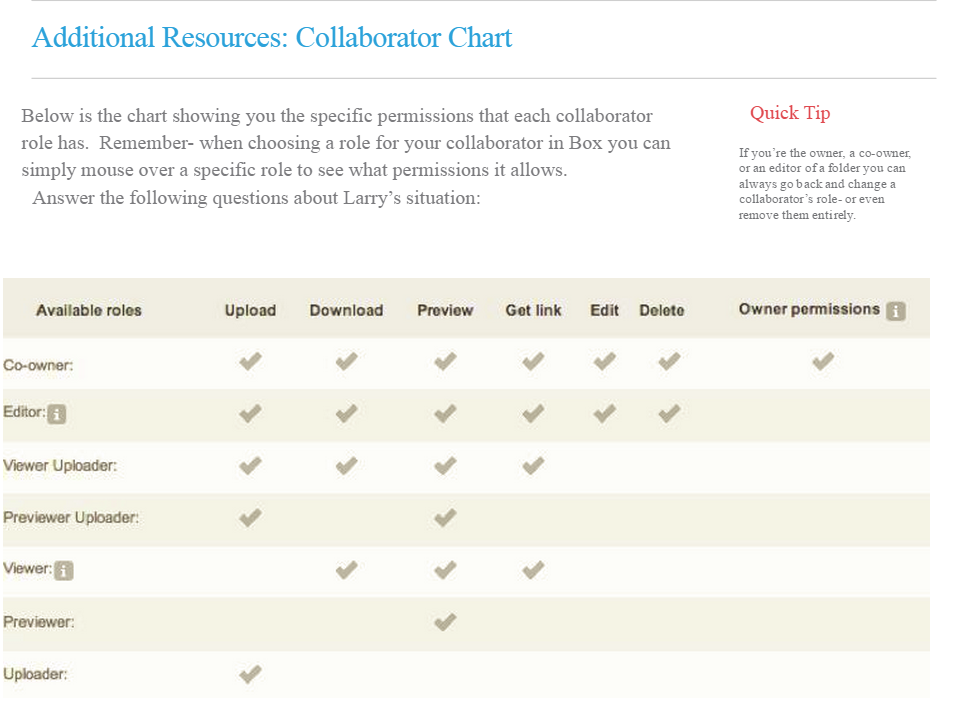 Additional Resources: Collaborator Chart
Below is the chart showing you the specific permissions that each collaborator
role has.  Remember- when choosing a role for your collaborator in Box you can
simply mouse over a specific role to see what permissions it allows.
Answer the following questions about Larry’s situation:
Quick Tip
If you’re the owner, a co-owner,
or an editor of a folder you can
always go back and change a
collaborator’s role- or even
remove them entirely.
Available roles Upload Download Preview Get link Edit Delete Owner permissions i
Co-owner: ✔ ✔ ✔ ✔ ✔ ✔ ✔
Editor: i ✔ ✔ ✔ ✔ ✔ ✔
Viewer Uploader: ✔ ✔ ✔ ✔
Previewer Uploader: ✔ ✔
Viewer: i ✔ ✔ ✔
Previewer: ✔
Uploader: ✔